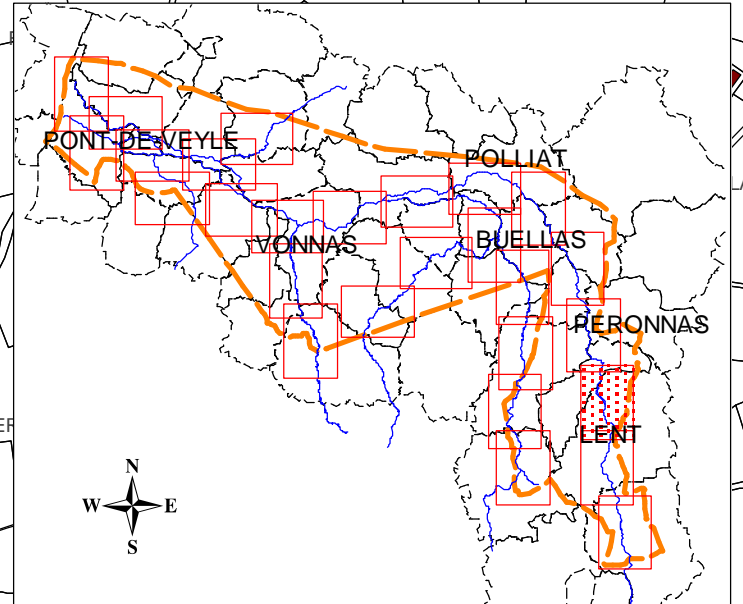 PONT-DE-VEYLE
POLLIAT
VONNAS
BUELLAS
PERONNAS
LENT
N
W E
S